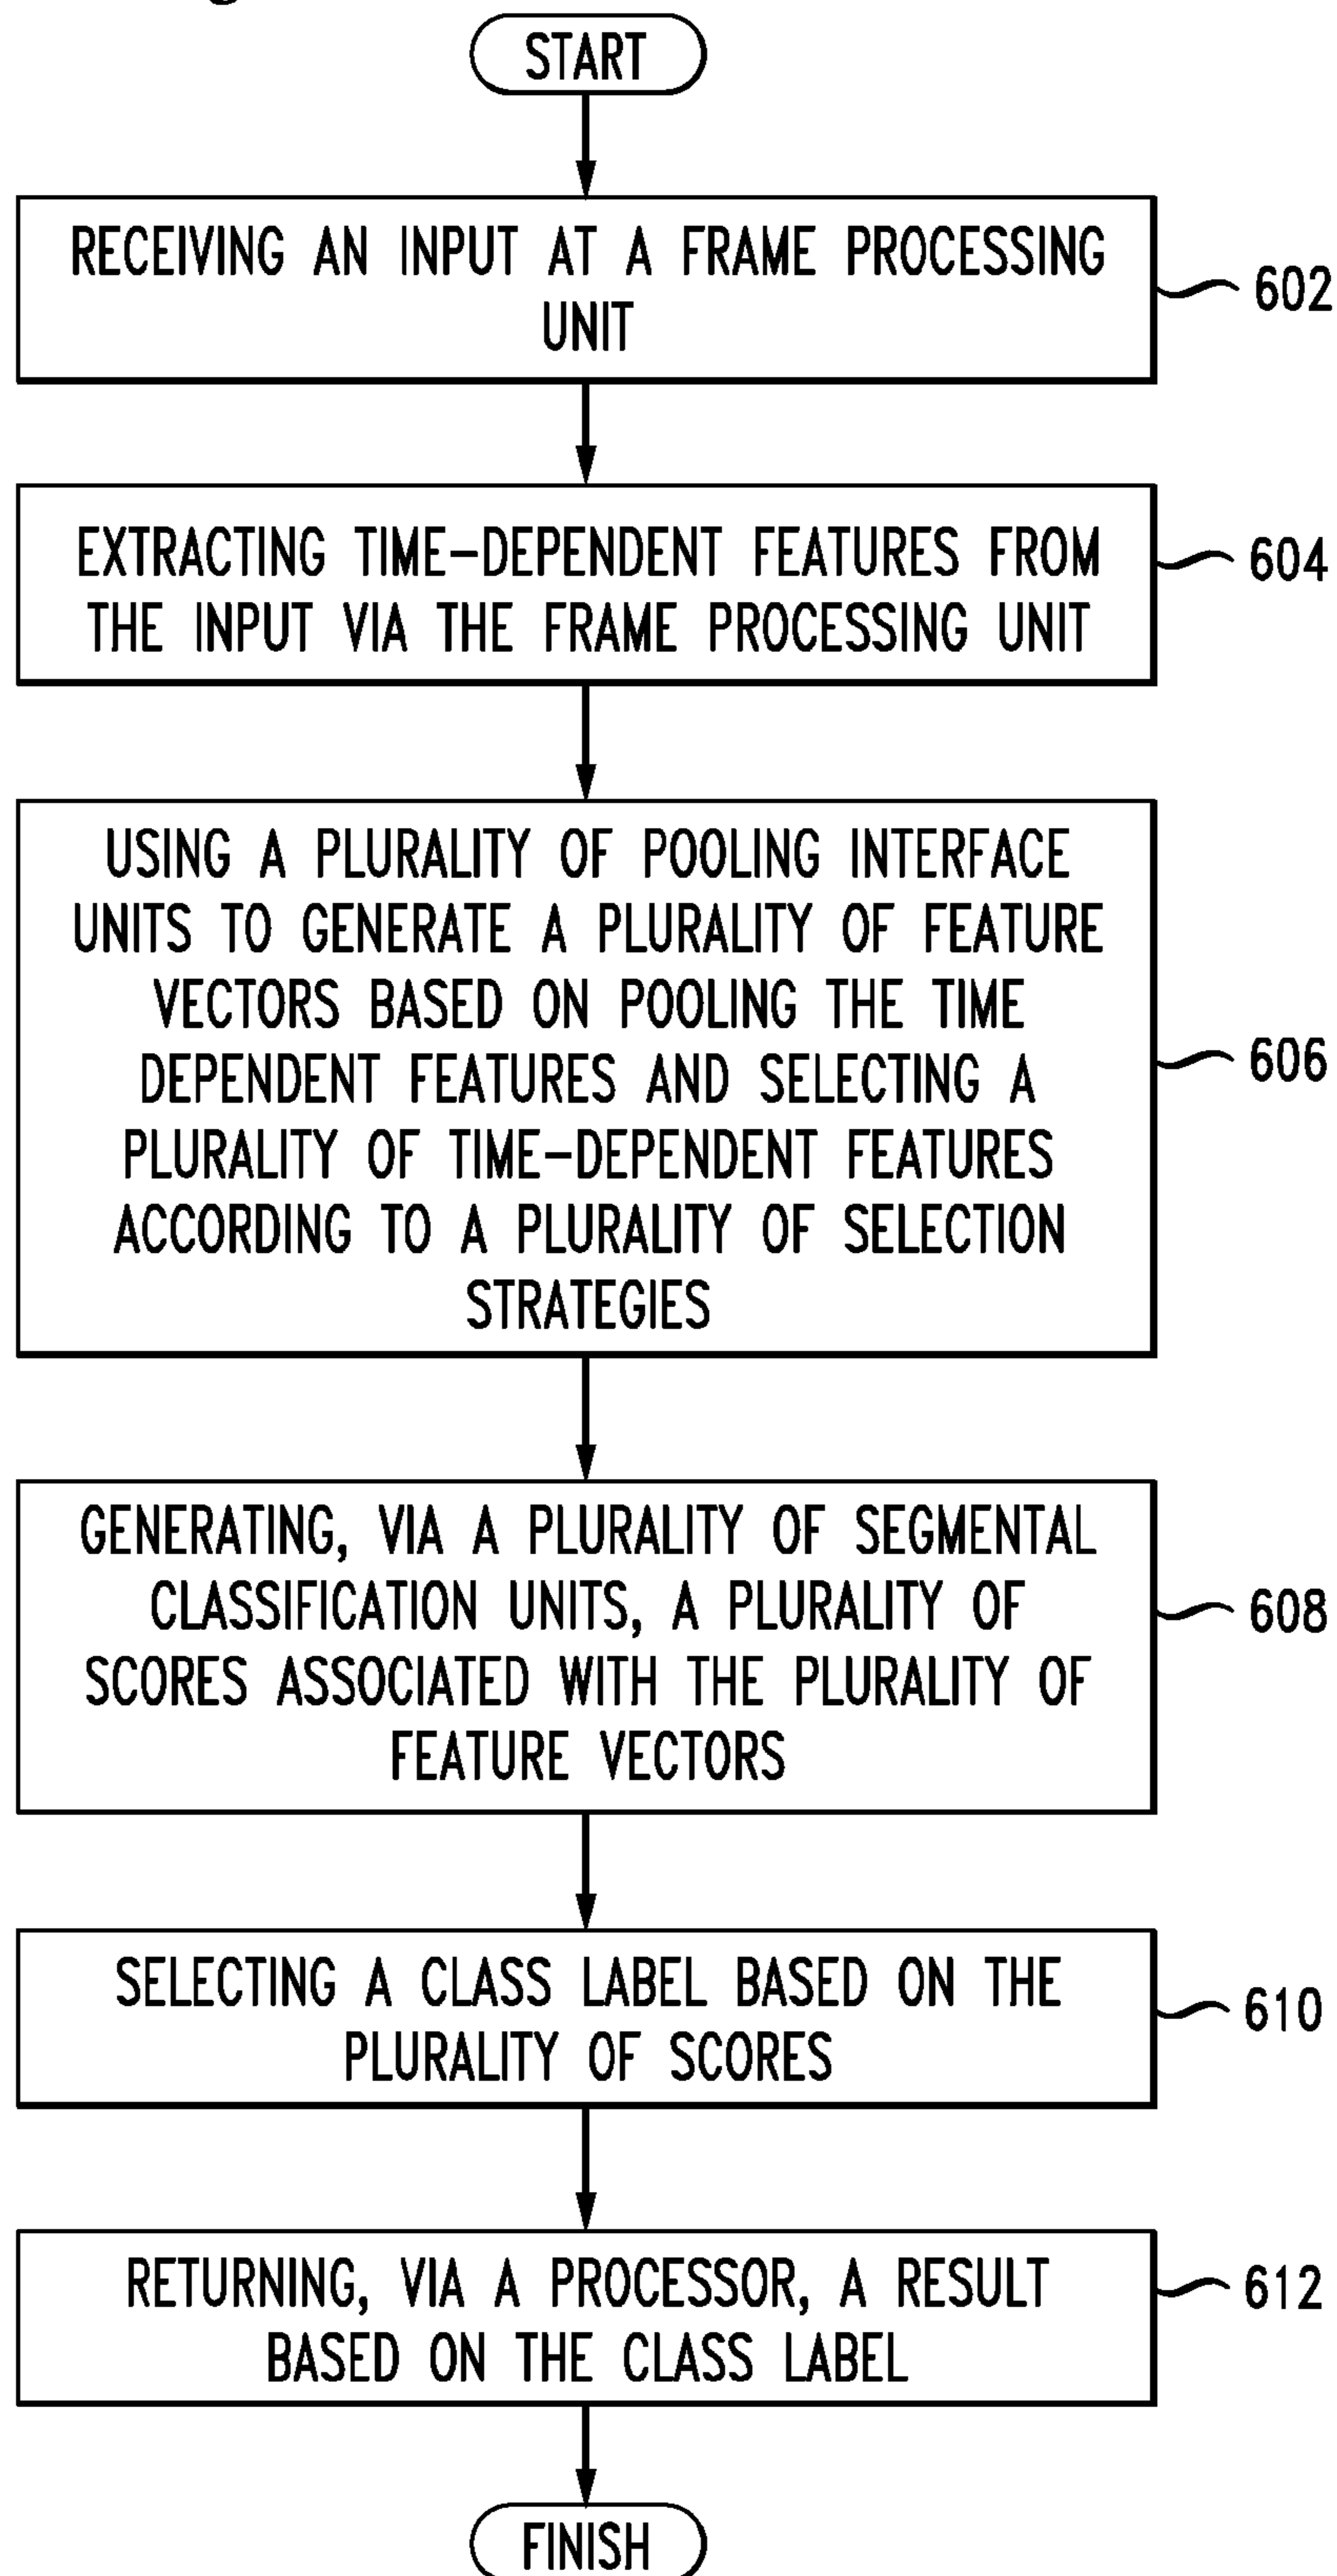 START
RECEIVING AN INPUT AT A FRAME PROCESSING
UNIT
602
EXTRACTING TIME-DEPENDENT FEATURES FROM
THE INPUT VIA THE FRAME PROCESSING UNIT
604
USING A PLURALITY OF POOLING INTERFACE
UNITS TO GENERATE A PLURALITY OF FEATURE
VECTORS BASED ON POOLING THE TIME
DEPENDENT FEATURES AND SELECTING A
PLURALITY OF TIME-DEPENDENT FEATURES
ACCORDING TO A PLURALITY OF SELECTION
STRATEGIES
606
GENERATING, VIA A PLURALITY OF SEGMENTAL
CLASSIFICATION UNITS, A PLURALITY OF
SCORES ASSOCIATED WITH THE PLURALITY OF
FEATURE VECTORS
608
SELECTING A CLASS LABEL BASED ON THE
PLURALITY OF SCORES
610
RETURNING, VIA A PROCESSOR, A RESULT
BASED ON THE CLASS LABEL
612
FINISH